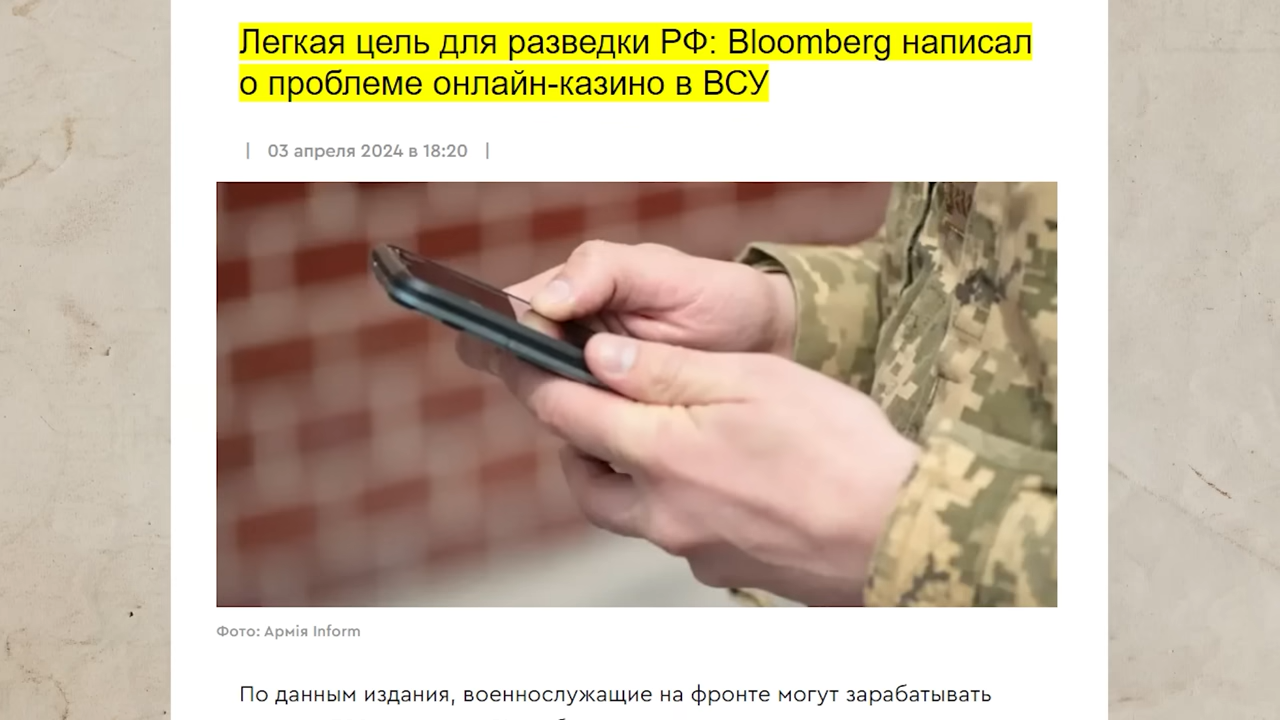 Легкая цель для разведки РФ: Bloomberg написал
о проблеме онлайн-казино в ВСУ
| 03 апреля 2024 в 18:20 |
Фото: Армія Inform
По данным издания, военнослужащие на фронте могут зарабатывать